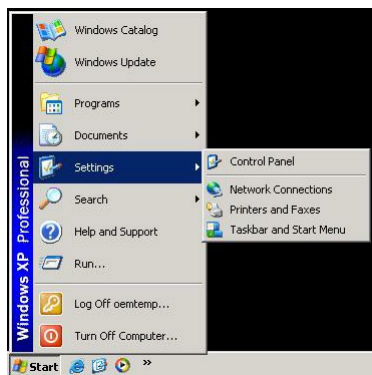 Windows Catalog
Windows Update
Programs
Documents
Settings
Search
Help and Support
Run...
Log Off oemtemp...
Turn Off Computer...
Windows XP Professional
Control Panel
Network Connections
Printers and Faxes
Taskbar and Start Menu
Start
»